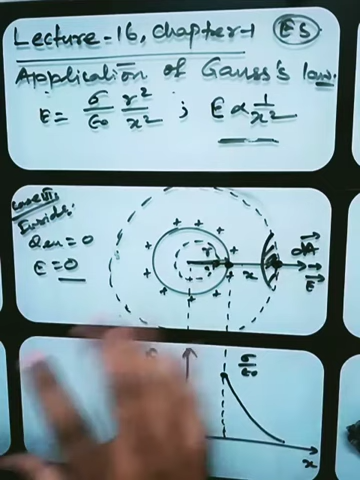 Lecture-16, chapter-1
ES
Application of Gauss's law.
E = σ/ε₀ r²/x² ; E ∝ 1/x²
Case III:
Inside:
Qen = 0
E = 0
+ + + + + + + + +
r
x
dA
E
σ/ε₀
x